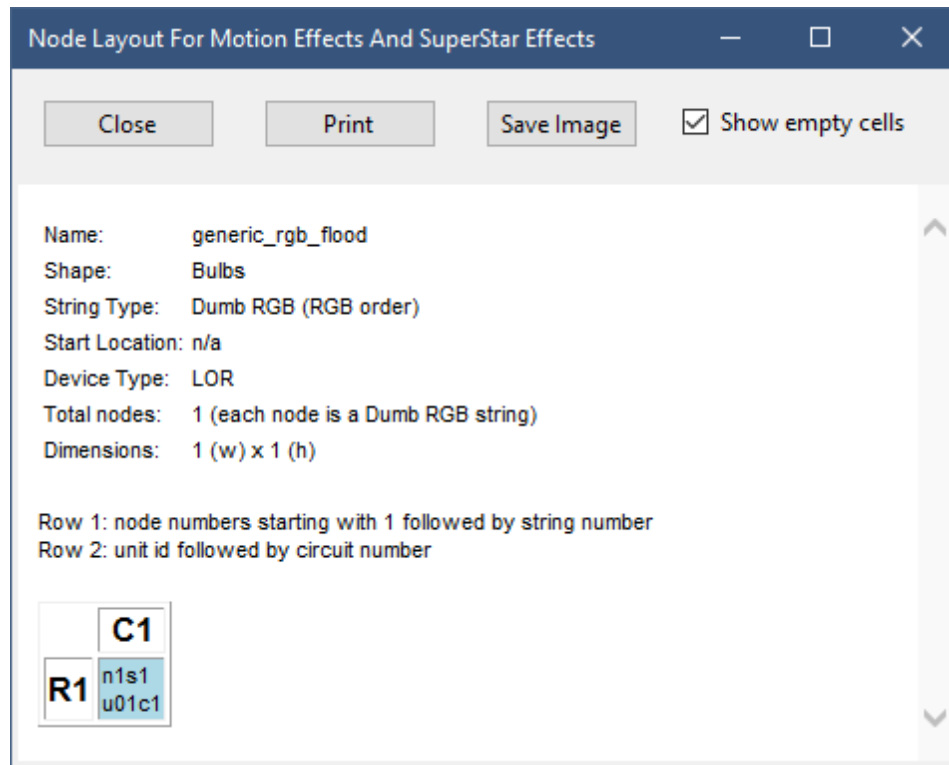 Node Layout For Motion Effects And SuperStar Effects
Close Print Save Image Show empty cells
Name: generic_rgb_flood
Shape: Bulbs
String Type: Dumb RGB (RGB order)
Start Location: n/a
Device Type: LOR
Total nodes: 1 (each node is a Dumb RGB string)
Dimensions: 1 (w) x 1 (h)
Row 1: node numbers starting with 1 followed by string number
Row 2: unit id followed by circuit number
C1
R1 n1s1
u01c1